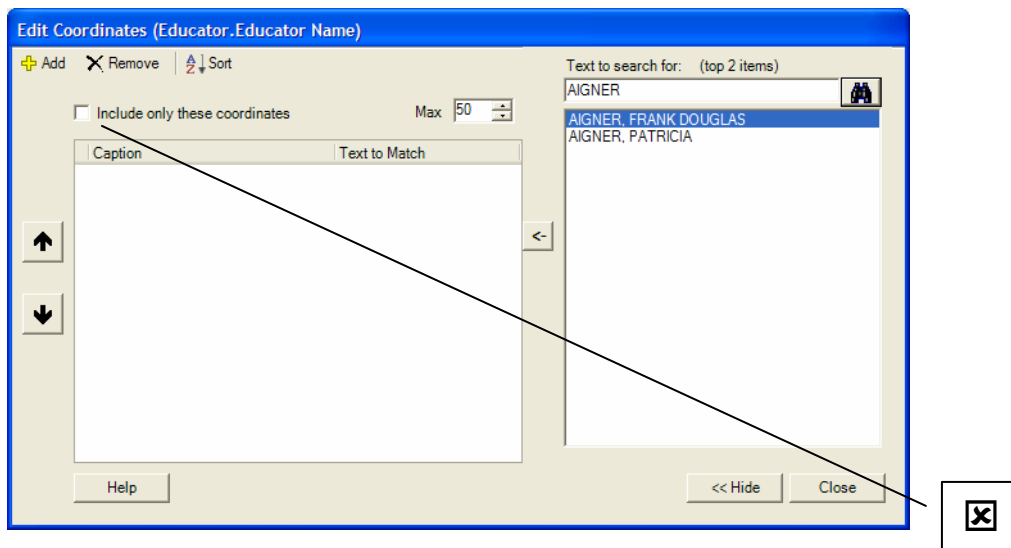 Edit Coordinates (Educator.Educator Name)
Add Remove Sort
Text to search for: (top 2 items)
AIGNER
Include only these coordinates Max 50
AIGNER, FRANK DOUGLAS
AIGNER, PATRICIA
Caption Text to Match
<-
Help << Hide Close